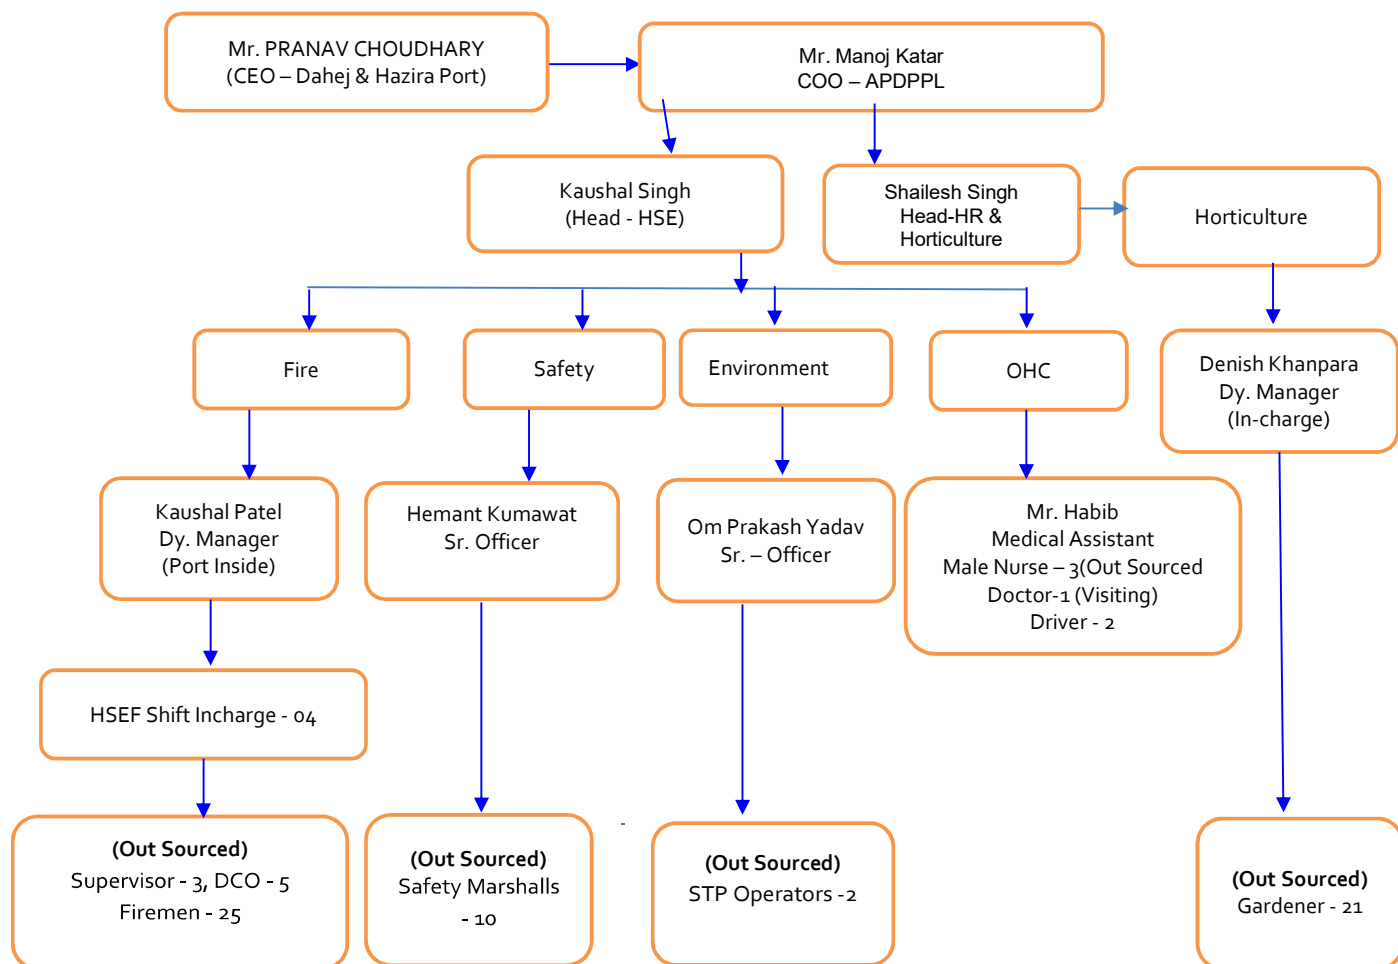 Mr. PRANAV CHOUDHARY
(CEO – Dahej & Hazira Port)
Mr. Manoj Katar
COO – APDPPL
Kaushal Singh
(Head - HSE)
Shailesh Singh
Head-HR &
Horticulture
Horticulture
Fire
Safety
Environment
OHC
Denish Khanpara
Dy. Manager
(In-charge)
Kaushal Patel
Dy. Manager
(Port Inside)
Hemant Kumawat
Sr. Officer
Om Prakash Yadav
Sr. – Officer
Mr. Habib
Medical Assistant
Male Nurse – 3(Out Sourced
Doctor-1 (Visiting)
Driver - 2
HSEF Shift Incharge - 04
(Out Sourced)
Supervisor - 3, DCO - 5
Firemen - 25
(Out Sourced)
Safety Marshalls
- 10
(Out Sourced)
STP Operators -2
(Out Sourced)
Gardener - 21